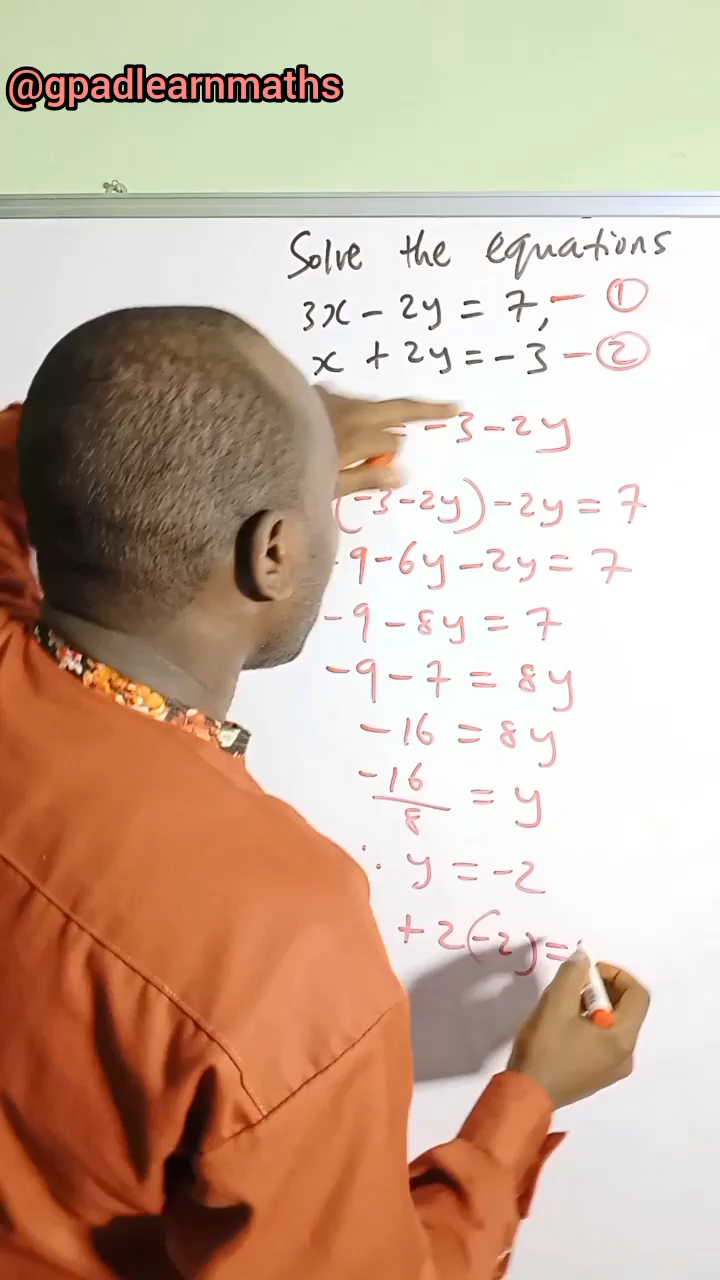 @gpadlearnmaths
Solve the equations
3x - 2y = 7, - ①
x + 2y = -3 - ②
= -3 - 2y
(-3 - 2y) - 2y = 7
9 - 6y - 2y = 7
-9 - 8y = 7
-9 - 7 = 8y
-16 = 8y
-16/8 = y
∴ y = -2
+ 2(-2) =